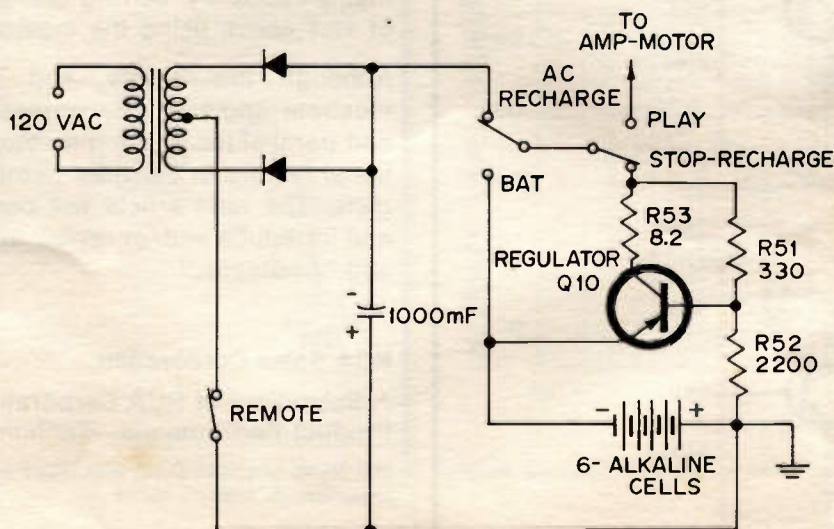 TO
AMP-MOTOR
AC
RECHARGE
PLAY
120 VAC
STOP-RECHARGE
BAT
R53
8.2
R51
330
REGULATOR
Q10
-
1000mF
+
R52
2200
REMOTE
- +
6- ALKALINE
CELLS